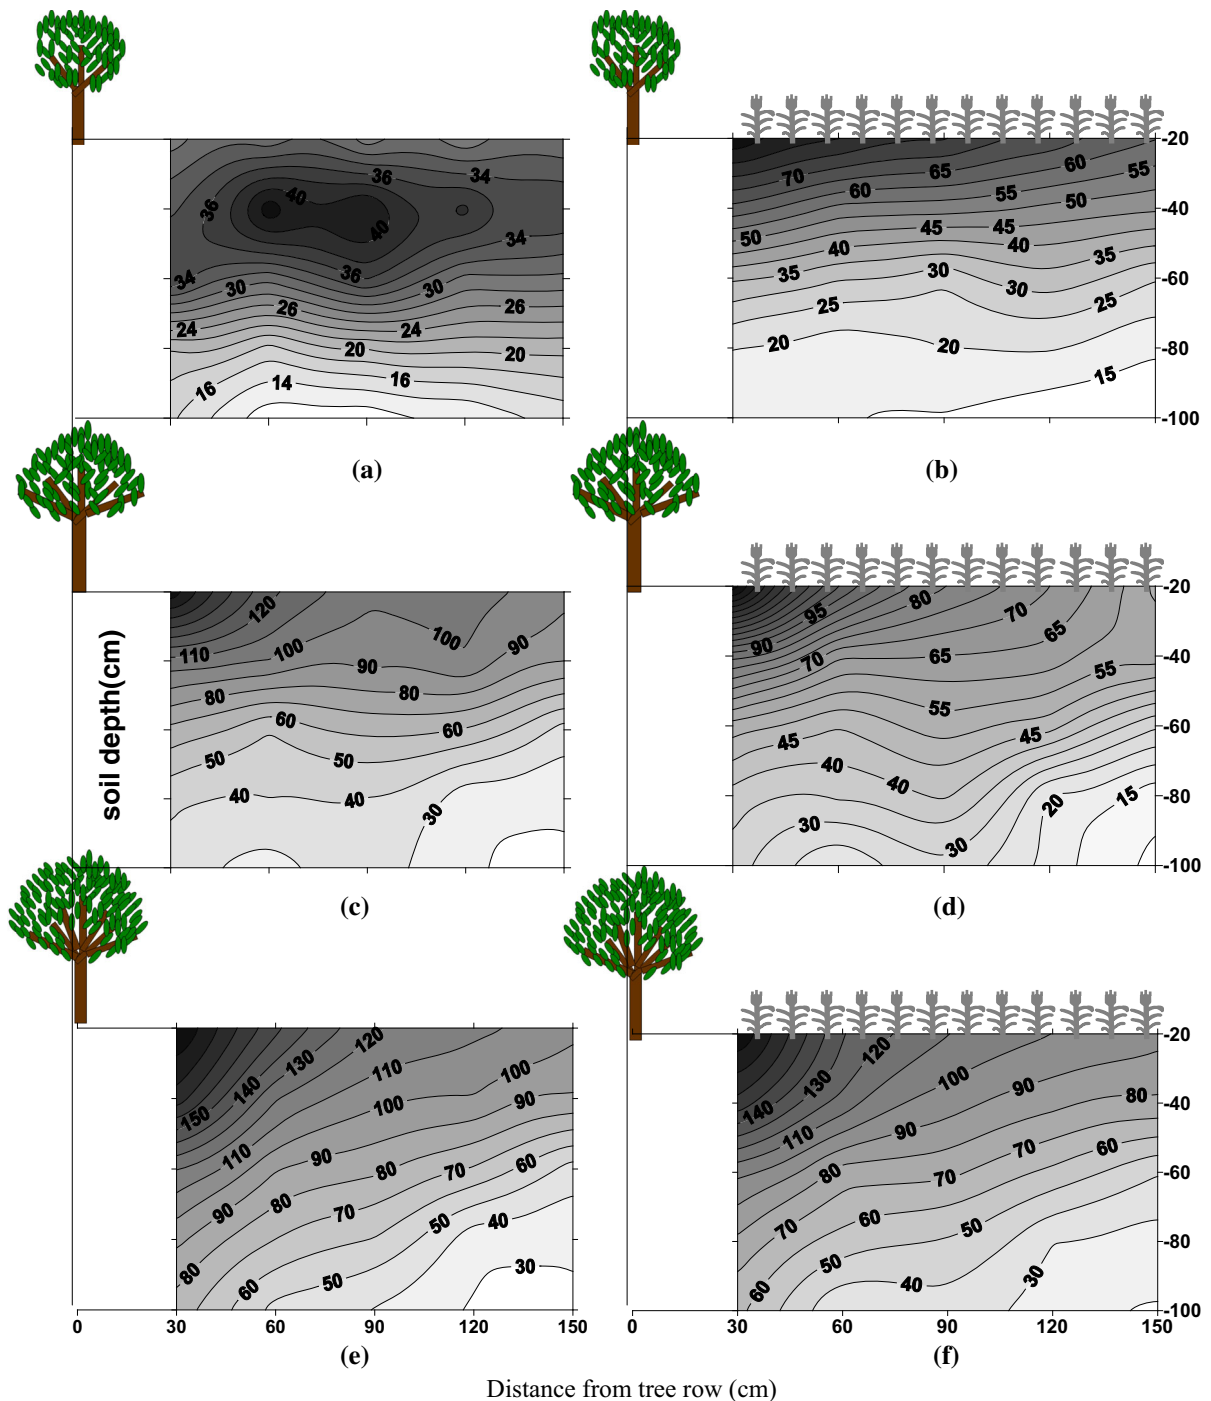 36 34
40
36
40 34
34 36
30 30
26 26
24 24
20 20
16 14 16
(a)
-20
60
70 65 55
60 55 50
-40
50 45 45
40 40
35 30 35
-60
30
25 25
20 20
-80
15
-100
(b)
120
100 90
110 100
90
80 80
60 60
50 50
40 40
30
soil depth(cm)
(c)
-20
80
95 70
90 65
70 65
-40
55
55
-60
45 45
40
40
-80
20 15
30
30
-100
(d)
120
130 110 100
140
150 100 90
110 90
80 70 60
80
90 70 50 40
80
60 50 30
(e)
0 30 60 90 120 150
-20
120
130 100 90
140 80
-40
110 90
70 60
80 70
-60
70 60 50
50
-80
60 40 30
-100
(f)
0 30 60 90 120 150
Distance from tree row (cm)